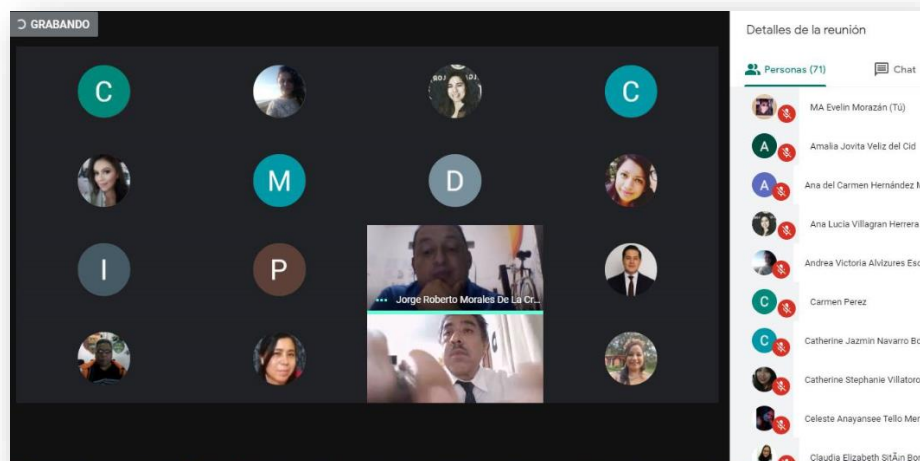 GRABANDO
C
C
M
D
I
P
Jorge Roberto Morales De La Cr...
Detalles de la reunión
Personas (71)
Chat
MA Evelin Morazán (Tú)
A
Amalia Jovita Veliz del Cid
A
Ana del Carmen Hernández M
Ana Lucia Villagran Herrera
Andrea Victoria Alvizures Esc
C
Carmen Perez
C
Catherine Jazmin Navarro Bo
Catherine Stephanie Villatoro
Celeste Anayansee Tello Mer
Claudia Elizabeth SitÃ¡n Bor